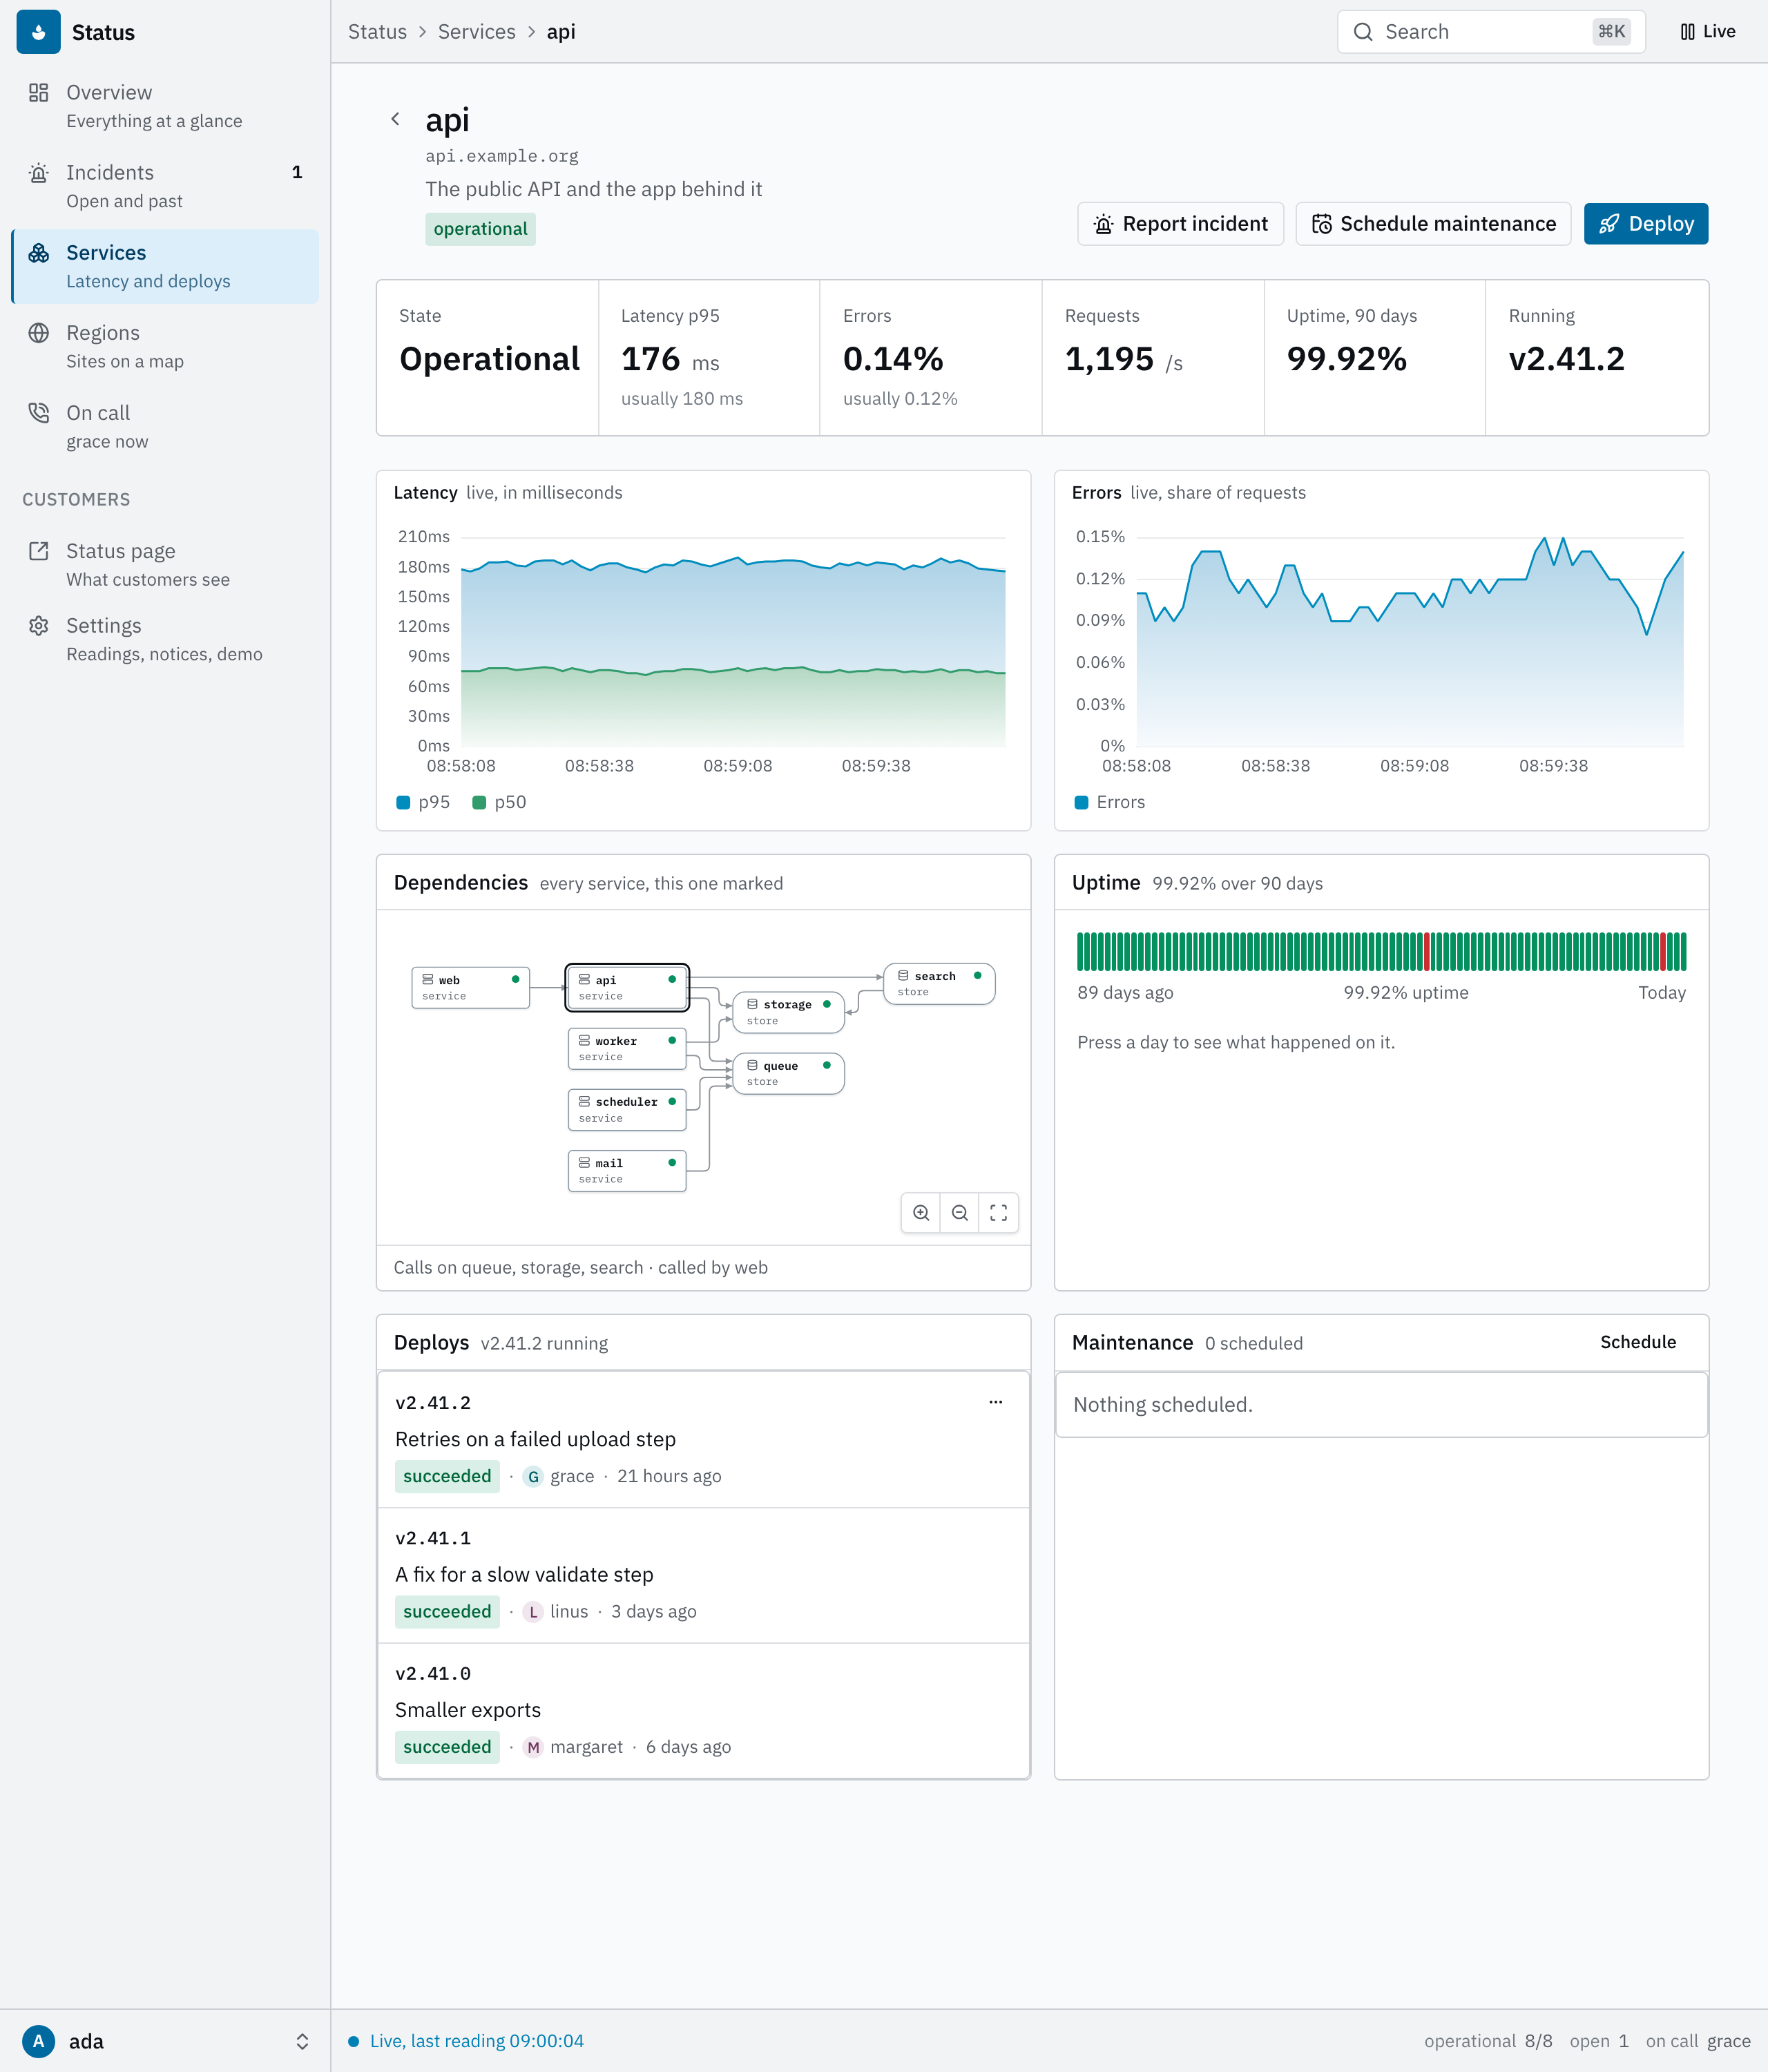 Status
Overview
Everything at a glance
Incidents 1
Open and past
Services
Latency and deploys
Regions
Sites on a map
On call
grace now
CUSTOMERS
Status page
What customers see
Settings
Readings, notices, demo
A ada
Status > Services > api
Search ⌘K
Live
api
api.example.org
The public API and the app behind it
operational
Report incident
Schedule maintenance
Deploy
State
Operational
Latency p95
176 ms
usually 180 ms
Errors
0.14%
usually 0.12%
Requests
1,195 /s
Uptime, 90 days
99.92%
Running
v2.41.2
Latency live, in milliseconds
210ms
180ms
150ms
120ms
90ms
60ms
30ms
0ms
08:58:08 08:58:38 08:59:08 08:59:38
p95 p50
Errors live, share of requests
0.15%
0.12%
0.09%
0.06%
0.03%
0%
08:58:08 08:58:38 08:59:08 08:59:38
Errors
Dependencies every service, this one marked
web
service
api
service
worker
service
scheduler
service
mail
service
storage
store
queue
store
search
store
Calls on queue, storage, search · called by web
Uptime 99.92% over 90 days
89 days ago 99.92% uptime Today
Press a day to see what happened on it.
Deploys v2.41.2 running
v2.41.2
Retries on a failed upload step
succeeded · G grace · 21 hours ago
v2.41.1
A fix for a slow validate step
succeeded · L linus · 3 days ago
v2.41.0
Smaller exports
succeeded · M margaret · 6 days ago
Maintenance 0 scheduled Schedule
Nothing scheduled.
Live, last reading 09:00:04
operational 8/8 open 1 on call grace